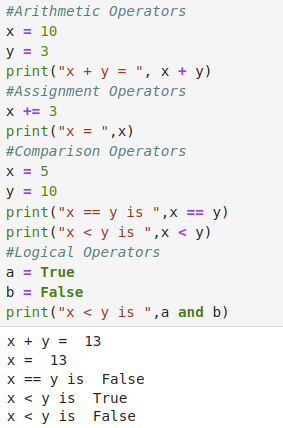 #Arithmetic Operators
x = 10
y = 3
print("x + y = ", x + y)
#Assignment Operators
x += 3
print("x = ",x)
#Comparison Operators
x = 5
y = 10
print("x == y is ",x == y)
print("x < y is ",x < y)
#Logical Operators
a = True
b = False
print("x < y is ",a and b)
x + y =  13
x =  13
x == y is  False
x < y is  True
x < y is  False